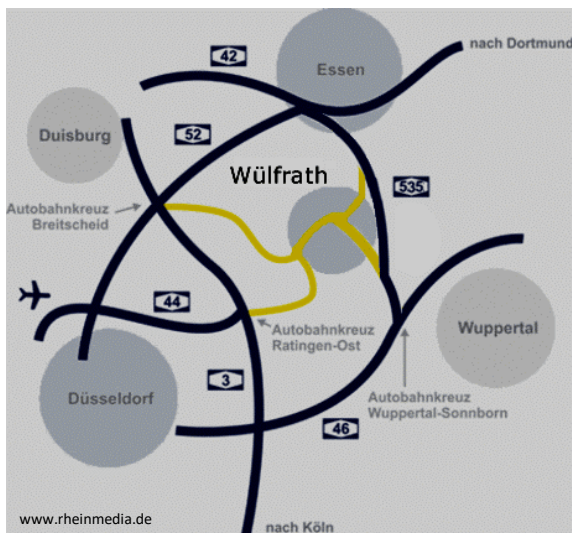 nach Dortmund
42
Essen
Duisburg
52
Wülfrath
535
Autobahnkreuz
Breitscheid
44
Autobahnkreuz
Ratingen-Ost
Wuppertal
3
Düsseldorf
Autobahnkreuz
Wuppertal-Sonnborn
46
www.rheinmedia.de
nach Köln